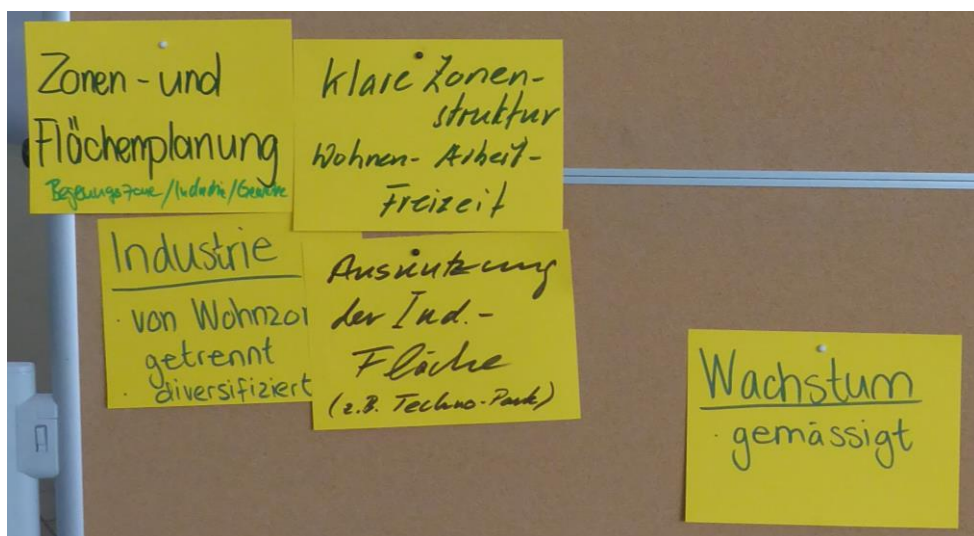 Zonen- und
Flächenplanung
Begegnungszone/Industrie/Gewerbe
klare Zonen-
struktur
Wohnen- Arbeit-
Freizeit
Industrie
· von Wohnzon
getrennt
· diversifiziert
Ausnutzung
der Ind.-
Fläche
(z.B. Techno-Park)
Wachstum
· gemässigt